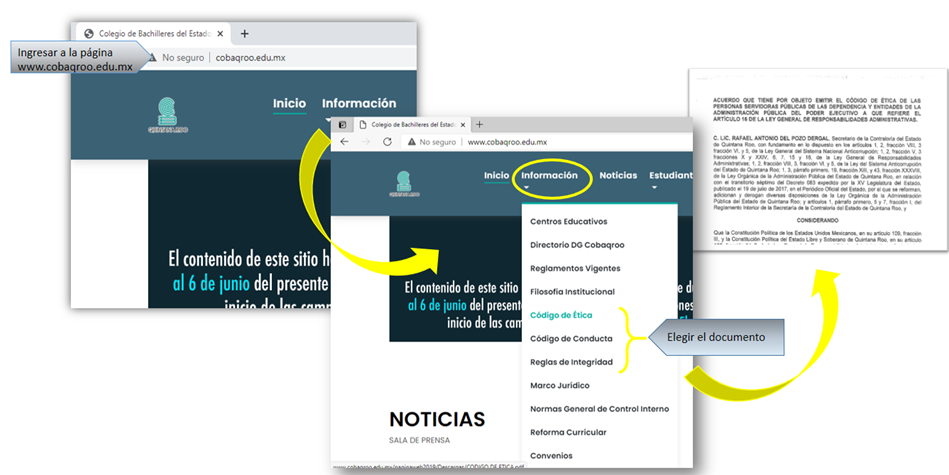 Colegio de Bachilleres del Estado
Ingresar a la página
www.cobaqroo.edu.mx
No seguro | cobaqroo.edu.mx
QUINTANA ROO
Inicio Información
El contenido de este sitio h
al 6 de junio del presente
inicio de las cam
Colegio de Bachilleres del Estado
No seguro | www.cobaqroo.edu.mx
Inicio Información Noticias Estudiant
Centros Educativos
Directorio DG Cobaqroo
Reglamentos Vigentes
Filosofía Institucional
Código de Ética
Código de Conducta
Reglas de Integridad
Marco Juridico
Normas General de Control Interno
Reforma Curricular
Convenios
El contenido de este sitio
al 6 de junio del presente
inicio de las cam
NOTICIAS
SALA DE PRENSA
www.cobaqroo.edu.mx/paginaweb2019/Descargas/CODIGO DE ETICA.pdf
Elegir el documento
ACUERDO QUE TIENE POR OBJETO EMITIR EL CÓDIGO DE ÉTICA DE LAS
PERSONAS SERVIDORAS PÚBLICAS DE LAS DEPENDENCIA Y ENTIDADES DE LA
ADMINISTRACIÓN PÚBLICA DEL PODER EJECUTIVO A QUE REFIERE EL
ARTÍCULO 16 DE LA LEY GENERAL DE RESPONSABILIDADES ADMINISTRATIVAS.
C. LIC. RAFAEL ANTONIO DEL POZO DERGAL, Secretario de la Contraloría del Estado
de Quintana Roo, con fundamento en lo dispuesto en los artículos 1, 2, fracción VIII, 3
fracción VI, y 5, de la Ley General del Sistema Nacional Anticorrupción; 1, 2, fracción V, 3
fracciones X y XXIV, 6, 7, 15 y 16, de la Ley General de Responsabilidades
Administrativas; 1, 2, fracción VIII, 3, fracción VI, y 5, de la Ley del Sistema Anticorrupción
del Estado de Quintana Roo; 1, 3, párrafo primero, 19, fracción XIII, y 43, fracción XXXVIII,
de la Ley Orgánica de la Administración Pública del Estado de Quintana Roo, en relación
con el transitorio séptimo del Decreto 083 expedido por la XV Legislatura del Estado,
publicado el 19 de julio de 2017, en el Periódico Oficial del Estado, por el que se reforman,
adicionan y derogan diversas disposiciones de la Ley Orgánica de la Administración
Pública del Estado de Quintana Roo; y artículos 1, párrafo primero, 5 y 7, fracción I, del
Reglamento Interior de la Secretaría de la Contraloría del Estado de Quintana Roo, y
CONSIDERANDO
Que la Constitución Política de los Estados Unidos Mexicanos, en su artículo 109, fracción
III, y la Constitución Política del Estado Libre y Soberano de Quintana Roo, en su artículo